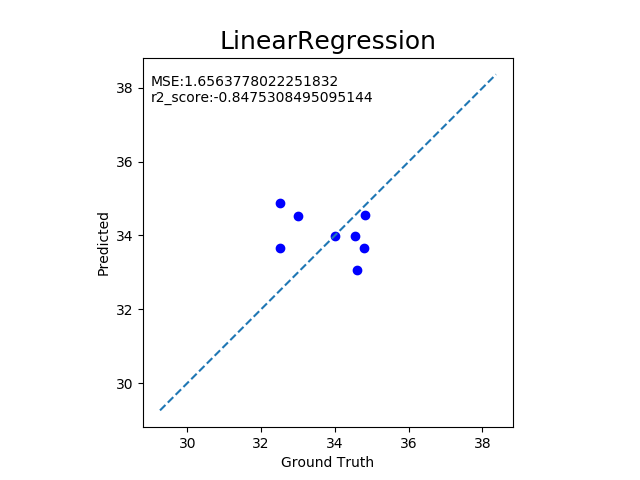 LinearRegression
MSE:1.6563778022251832
r2_score:-0.8475308495095144
38
36
34
32
30
Predicted
30 32 34 36 38
Ground Truth